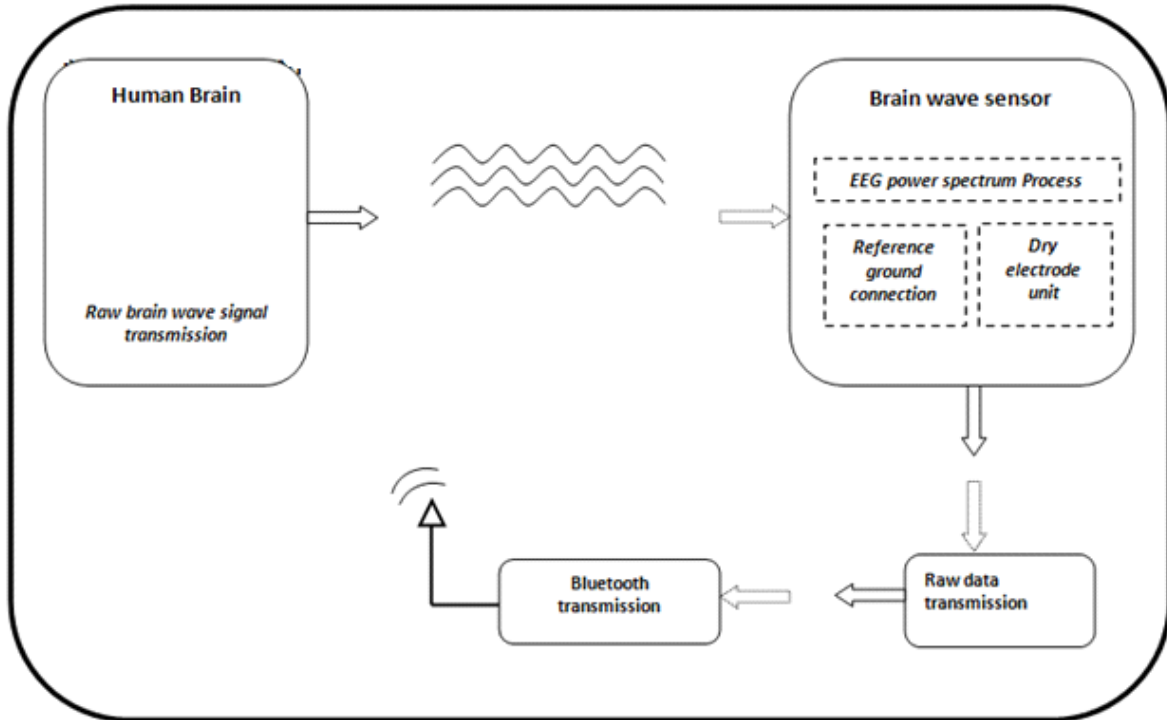 Human Brain
Raw brain wave signal
transmission
Brain wave sensor
EEG power spectrum Process
Reference
ground
connection
Dry
electrode
unit
Bluetooth
transmission
Raw data
transmission